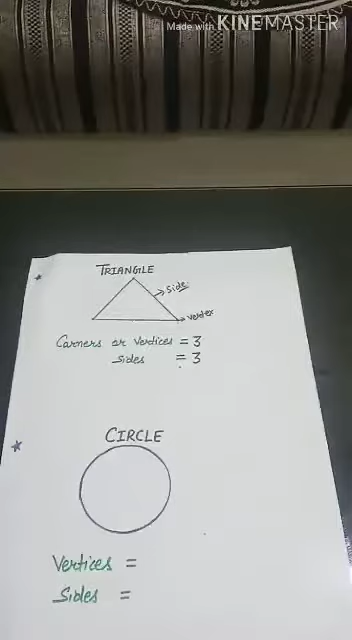 Made with KINEMASTER
TRIANGLE
side
vertex
Corners or Vertices = 3
Sides = 3
CIRCLE
Vertices =
Sides =